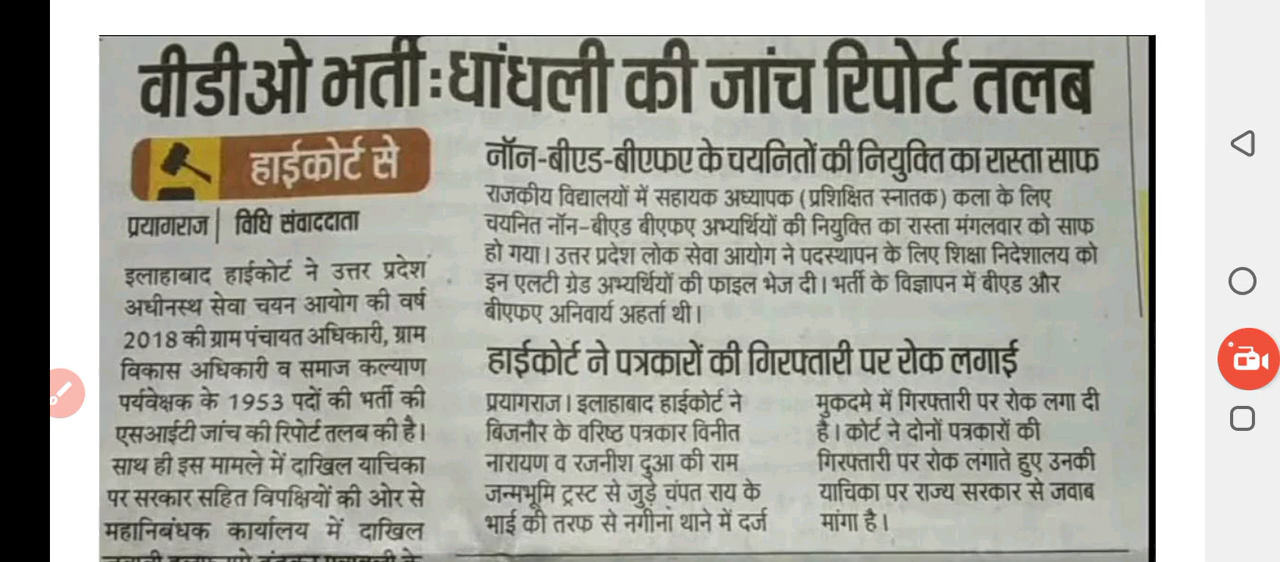 वीडीओ भर्ती:धांधली की जांच रिपोर्ट तलब
हाईकोर्ट से
प्रयागराज | विधि संवाददाता
इलाहाबाद हाईकोर्ट ने उत्तर प्रदेश
अधीनस्थ सेवा चयन आयोग की वर्ष
2018 की ग्राम पंचायत अधिकारी, ग्राम
विकास अधिकारी व समाज कल्याण
पर्यवेक्षक के 1953 पदों की भर्ती की
एसआईटी जांच की रिपोर्ट तलब की है।
साथ ही इस मामले में दाखिल याचिका
पर सरकार सहित विपक्षियों की ओर से
महानिबंधक कार्यालय में दाखिल
नॉन-बीएड-बीएफए के चयनितों की नियुक्ति का रास्ता साफ
राजकीय विद्यालयों में सहायक अध्यापक (प्रशिक्षित स्नातक) कला के लिए
चयनित नॉन-बीएड बीएफए अभ्यर्थियों की नियुक्ति का रास्ता मंगलवार को साफ
हो गया। उत्तर प्रदेश लोक सेवा आयोग ने पदस्थापन के लिए शिक्षा निदेशालय को
इन एलटी ग्रेड अभ्यर्थियों की फाइल भेज दी। भर्ती के विज्ञापन में बीएड और
बीएफए अनिवार्य अहर्ता थी।
हाईकोर्ट ने पत्रकारों की गिरफ्तारी पर रोक लगाई
प्रयागराज। इलाहाबाद हाईकोर्ट ने
बिजनौर के वरिष्ठ पत्रकार विनीत
नारायण व रजनीश दुआ की राम
जन्मभूमि ट्रस्ट से जुड़े चंपत राय के
भाई की तरफ से नगीना थाने में दर्ज
मुकदमे में गिरफ्तारी पर रोक लगा दी
है। कोर्ट ने दोनों पत्रकारों की
गिरफ्तारी पर रोक लगाते हुए उनकी
याचिका पर राज्य सरकार से जवाब
मांगा है।